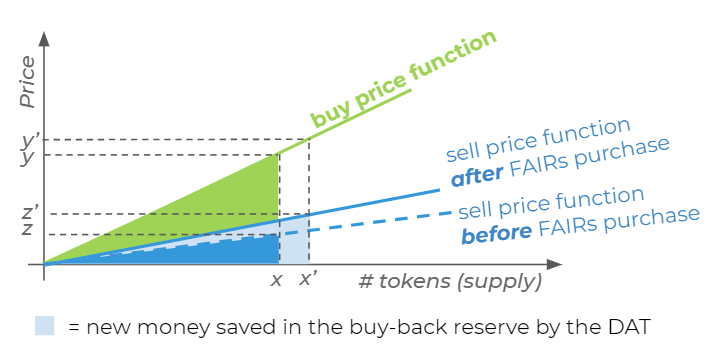 Price
buy price function
y'
y
z'
z
sell price function
after FAIRs purchase
sell price function
before FAIRs purchase
x x' # tokens (supply)
= new money saved in the buy-back reserve by the DAT